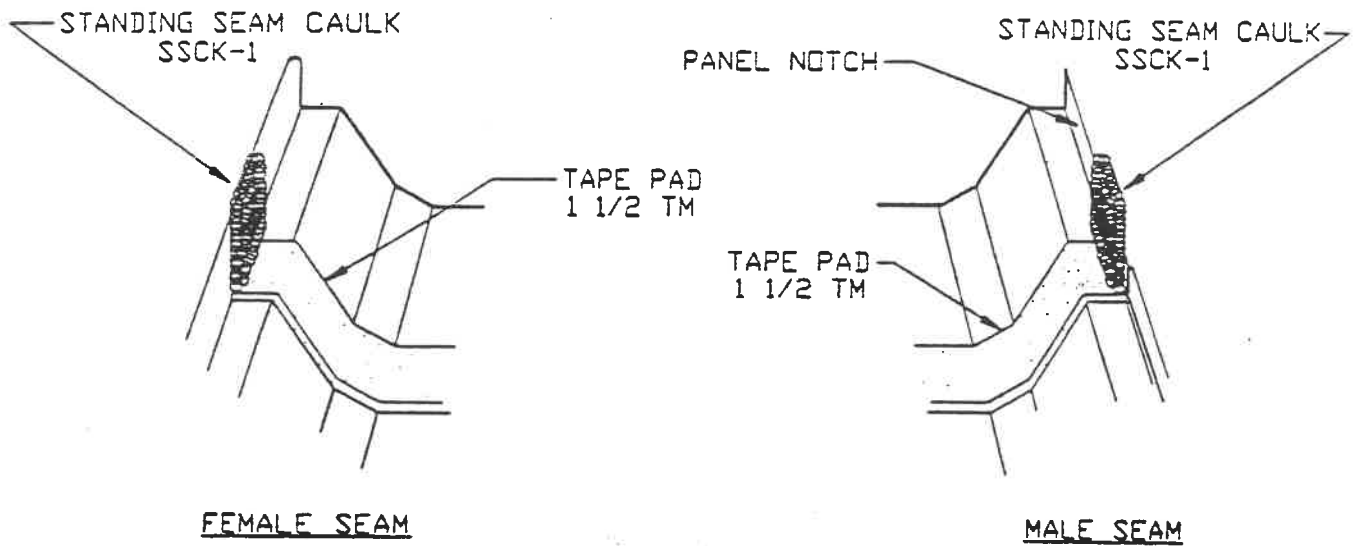 STANDING SEAM CAULK
SSCK-1
TAPE PAD
1 1/2 TM
FEMALE SEAM
STANDING SEAM CAULK
SSCK-1
PANEL NOTCH
TAPE PAD
1 1/2 TM
MALE SEAM